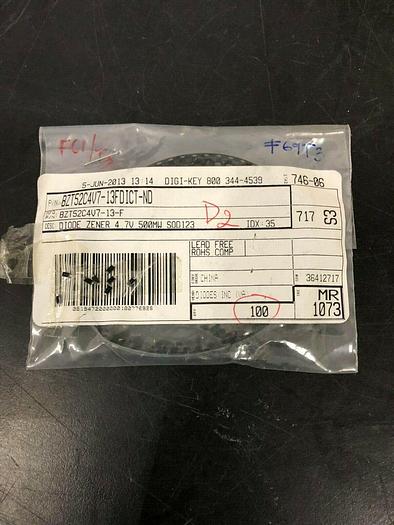 5-JUN-2013 13:14 DIGI-KEY 800 344-4539
746-06
P/N: BZT52C4V7-13FDICT-ND
BZT52C4V7-13-F
DESC: DIODE ZENER 4.7V 500MW SOD123
IDX: 35
717
S3
D2
LEAD FREE
ROHS COMP
CHINA
36412717
DIODES INC
100
MR
1073